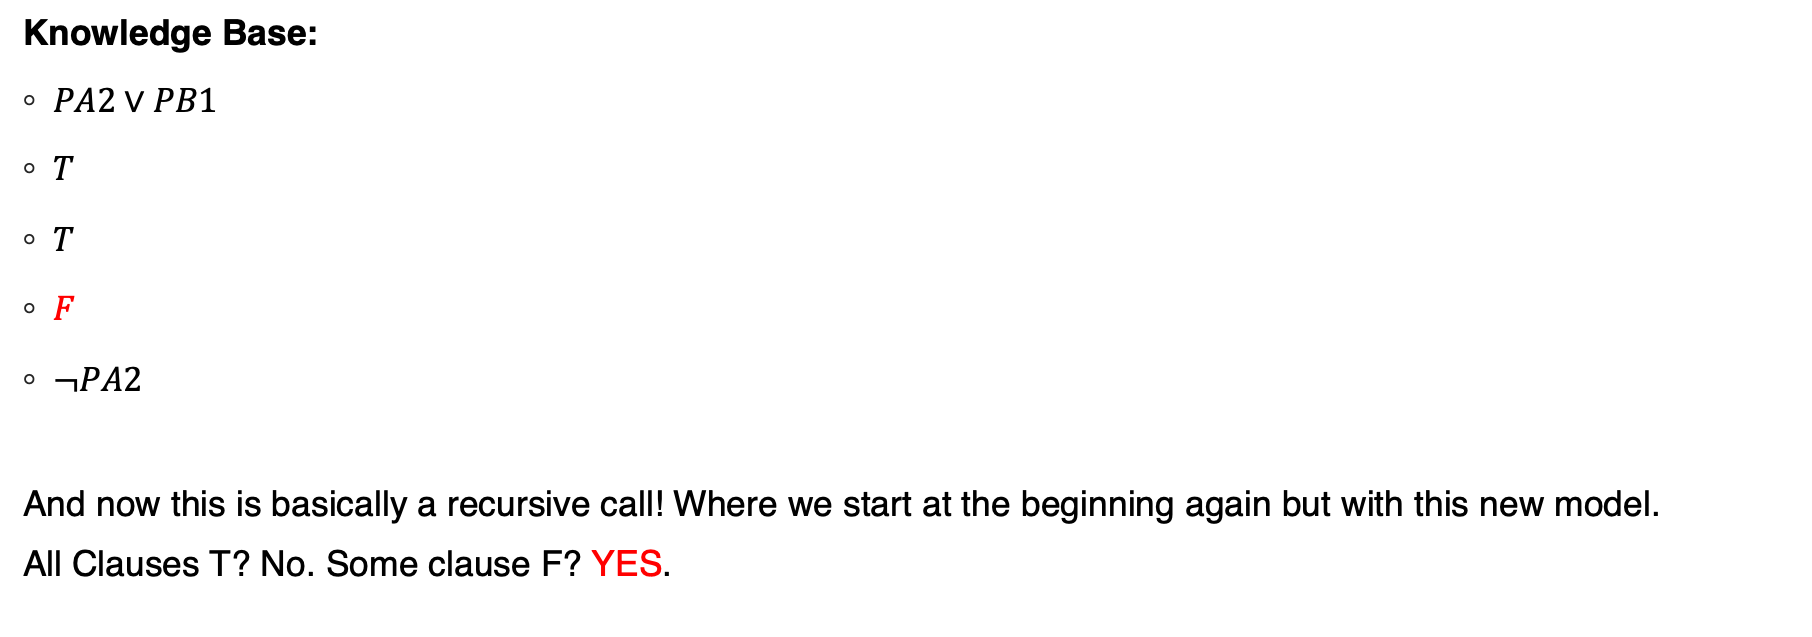 Knowledge Base:
∘ PA2 ∨ PB1
∘ T
∘ T
∘ F
∘ ¬PA2
And now this is basically a recursive call! Where we start at the beginning again but with this new model.
All Clauses T? No. Some clause F? YES.